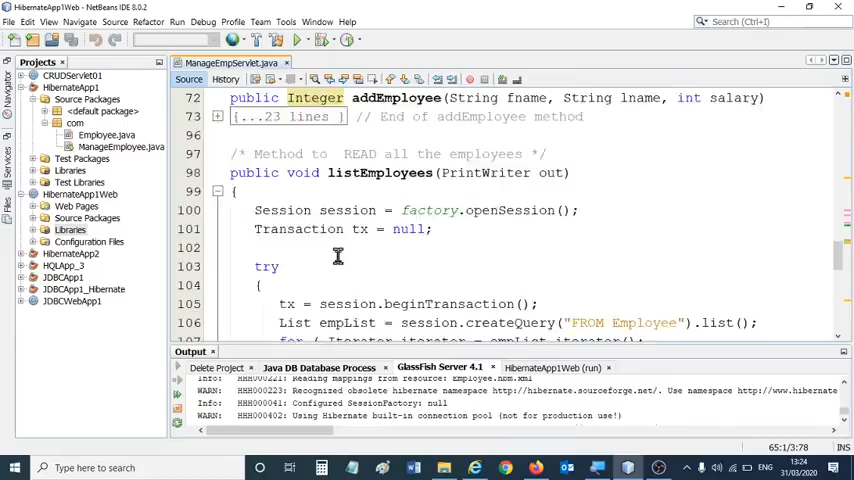 HibernateApp1Web - NetBeans IDE 8.0.2
File Edit View Navigate Source Refactor Run Debug Profile Team Tools Window Help
Search (Ctrl+I)
Projects
ManageEmpServlet.java
Source History
Navigator
Services
Files
CRUDServlet01
HibernateApp1
Source Packages
<default package>
com
Employee.java
ManageEmployee.java
Test Packages
Libraries
Test Libraries
HibernateApp1Web
Web Pages
Source Packages
Libraries
Configuration Files
HibernateApp2
HQLApp_3
JDBCApp1
JDBCApp1_Hibernate
JDBCWebApp1
72 public Integer addEmployee(String fname, String lname, int salary)
73 {...23 lines } // End of addEmployee method
96
97 /* Method to  READ all the employees */
98 public void listEmployees(PrintWriter out)
99 {
100 Session session = factory.openSession();
101 Transaction tx = null;
102
103 try
104 {
105 tx = session.beginTransaction();
106 List empList = session.createQuery("FROM Employee").list();
107 for ( Iterator iterator = empList.iterator();
Output
Delete Project Java DB Database Process GlassFish Server 4.1 HibernateApp1Web (run)
Info: HHH000221: Reading mappings from resource: Employee.hbm.xml
WARN: HHH000223: Recognized obsolete hibernate namespace http://hibernate.sourceforge.net/. Use namespace http://www.hibernate
Info: HHH000041: Configured SessionFactory: null
WARN: HHH000402: Using Hibernate built-in connection pool (not for production use!)
65:1/3:78 INS
Type here to search
ENG
13:24
31/03/2020